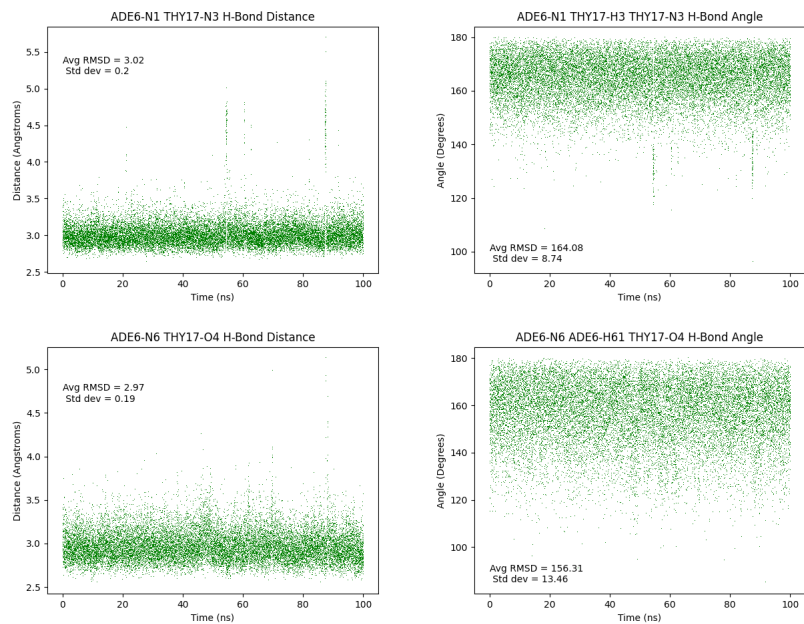 ADE6-N1 THY17-N3 H-Bond Distance
Avg RMSD = 3.02
Std dev = 0.2
5.5
5.0
4.5
4.0
3.5
3.0
2.5
Distance (Angstroms)
0 20 40 60 80 100
Time (ns)
ADE6-N1 THY17-H3 THY17-N3 H-Bond Angle
180
160
140
120
100
Angle (Degrees)
Avg RMSD = 164.08
Std dev = 8.74
0 20 40 60 80 100
Time (ns)
ADE6-N6 THY17-O4 H-Bond Distance
Avg RMSD = 2.97
Std dev = 0.19
5.0
4.5
4.0
3.5
3.0
2.5
Distance (Angstroms)
0 20 40 60 80 100
Time (ns)
ADE6-N6 ADE6-H61 THY17-O4 H-Bond Angle
180
160
140
120
100
Angle (Degrees)
Avg RMSD = 156.31
Std dev = 13.46
0 20 40 60 80 100
Time (ns)